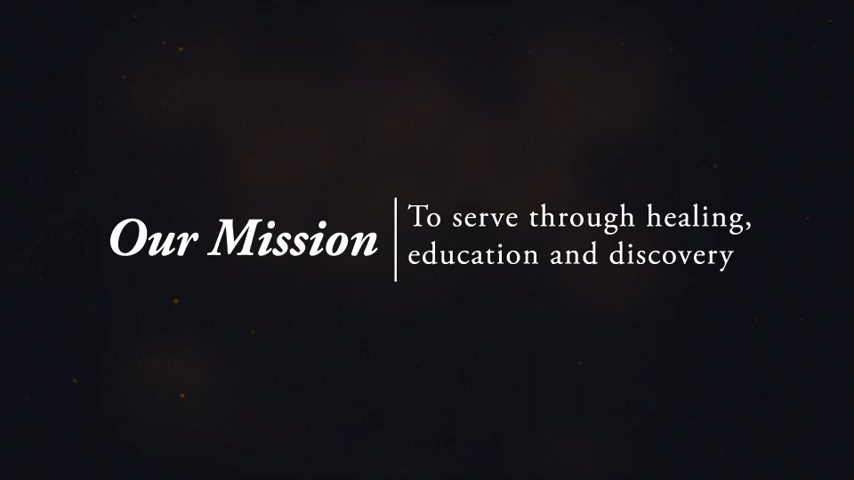 Our Mission
To serve through healing,
education and discovery